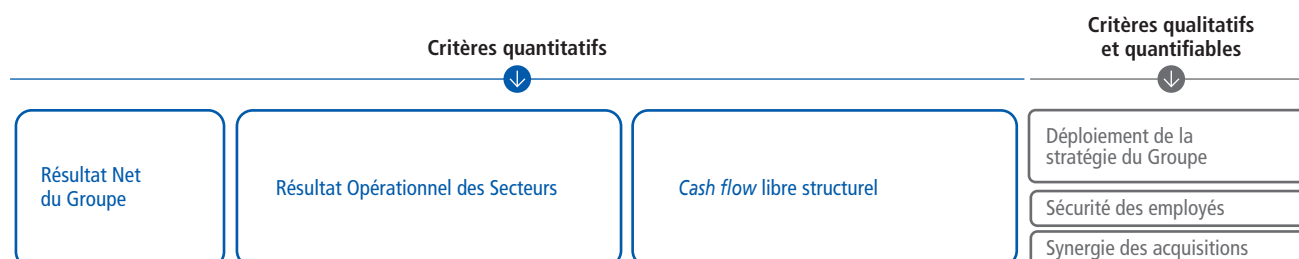 Critères quantitatifs
Critères qualitatifs
et quantifiables
Résultat Net
du Groupe
Résultat Opérationnel des Secteurs
Cash flow libre structurel
Déploiement de la
stratégie du Groupe
Sécurité des employés
Synergie des acquisitions